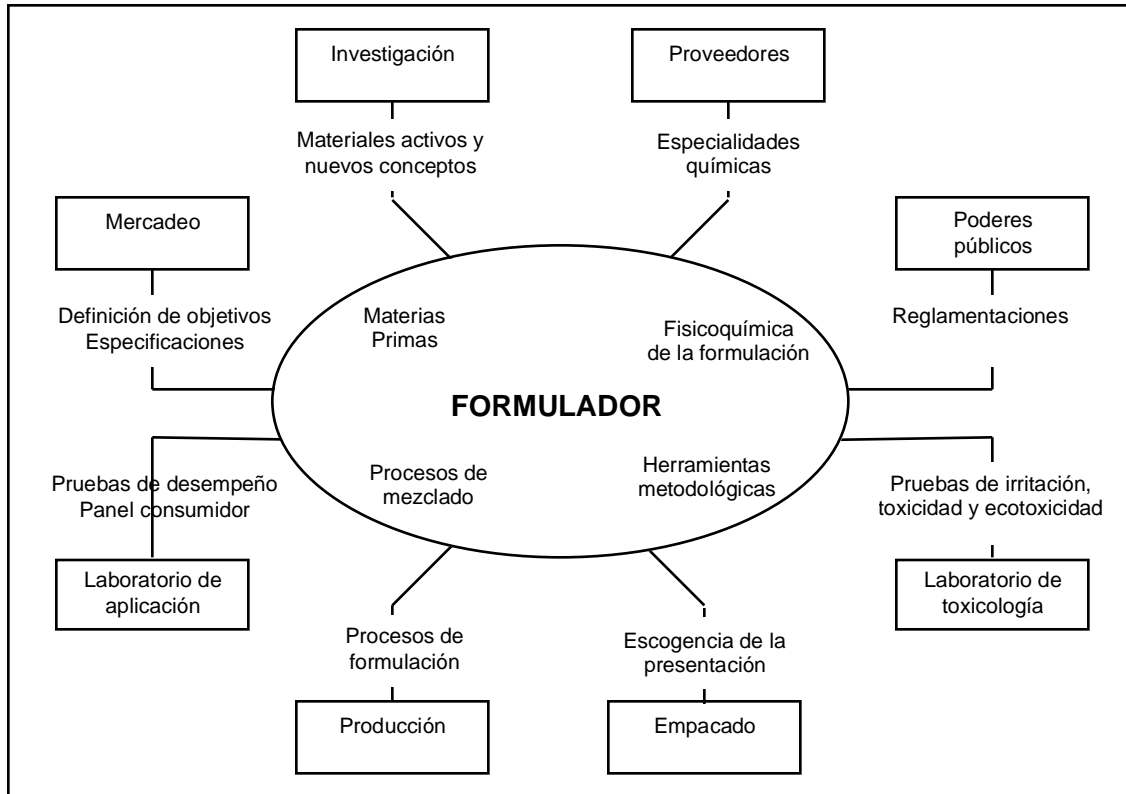 Investigación
Proveedores
Materiales activos y
nuevos conceptos
Especialidades
químicas
Mercadeo
Poderes
públicos
Definición de objetivos
Especificaciones
Reglamentaciones
Materias
Primas
Fisicoquímica
de la formulación
FORMULADOR
Procesos de
mezclado
Herramientas
metodológicas
Pruebas de desempeño
Panel consumidor
Pruebas de irritación,
toxicidad y ecotoxicidad
Laboratorio de
aplicación
Laboratorio de
toxicología
Procesos de
formulación
Escogencia de la
presentación
Producción
Empacado